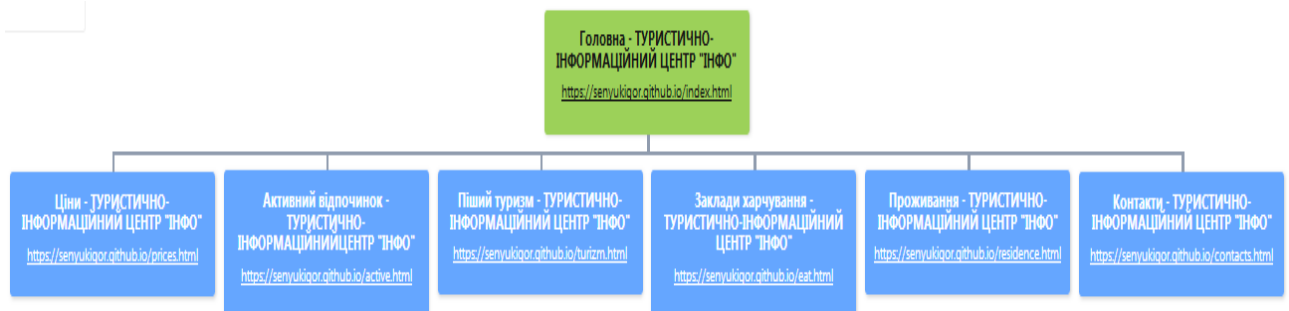 Головна - ТУРИСТИЧНО-
ІНФОРМАЦІЙНИЙ ЦЕНТР "ІНФО"
https://senyukigor.github.io/index.html
Ціни - ТУРИСТИЧНО-
ІНФОРМАЦІЙНИЙ ЦЕНТР "ІНФО"
https://senyukigor.github.io/prices.html
Активний відпочинок -
ТУРИСТИЧНО-
ІНФОРМАЦІЙНИЙЦЕНТР "ІНФО"
https://senyukigor.github.io/active.html
Піший туризм - ТУРИСТИЧНО-
ІНФОРМАЦІЙНИЙ ЦЕНТР "ІНФО"
https://senyukigor.github.io/turizm.html
Заклади харчування -
ТУРИСТИЧНО-ІНФОРМАЦІЙНИЙ
ЦЕНТР "ІНФО"
https://senyukigor.github.io/eat.html
Проживання - ТУРИСТИЧНО-
ІНФОРМАЦІЙНИЙ ЦЕНТР "ІНФО"
https://senyukigor.github.io/residence.html
Контакти - ТУРИСТИЧНО-
ІНФОРМАЦІЙНИЙ ЦЕНТР "ІНФО"
https://senyukigor.github.io/contacts.html